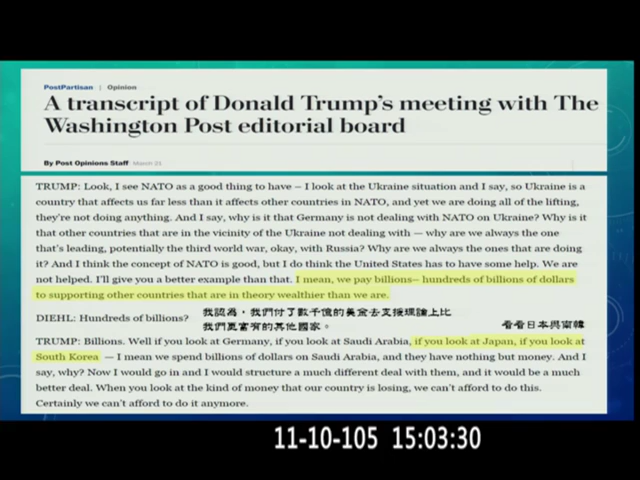 PostPartisan | Opinion
A transcript of Donald Trump's meeting with The
Washington Post editorial board
By Post Opinions Staff March 21
TRUMP: Look, I see NATO as a good thing to have – I look at the Ukraine situation and I say, so Ukraine is a
country that affects us far less than it affects other countries in NATO, and yet we are doing all of the lifting,
they're not doing anything. And I say, why is it that Germany is not dealing with NATO on Ukraine? Why is it
that other countries that are in the vicinity of the Ukraine not dealing with — why are we always the one
that's leading, potentially the third world war, okay, with Russia? Why are we always the ones that are doing
it? And I think the concept of NATO is good, but I do think the United States has to have some help. We are
not helped. I'll give you a better example than that. I mean, we pay billions– hundreds of billions of dollars
to supporting other countries that are in theory wealthier than we are.
DIEHL: Hundreds of billions?
我認為，我們付了數千億的美金去支援理論上比
我們更富有的其他國家。
看看日本與南韓
TRUMP: Billions. Well if you look at Germany, if you look at Saudi Arabia, if you look at Japan, if you look at
South Korea — I mean we spend billions of dollars on Saudi Arabia, and they have nothing but money. And I
say, why? Now I would go in and I would structure a much different deal with them, and it would be a much
better deal. When you look at the kind of money that our country is losing, we can't afford to do this.
Certainly we can't afford to do it anymore.
11-10-105 15:03:30